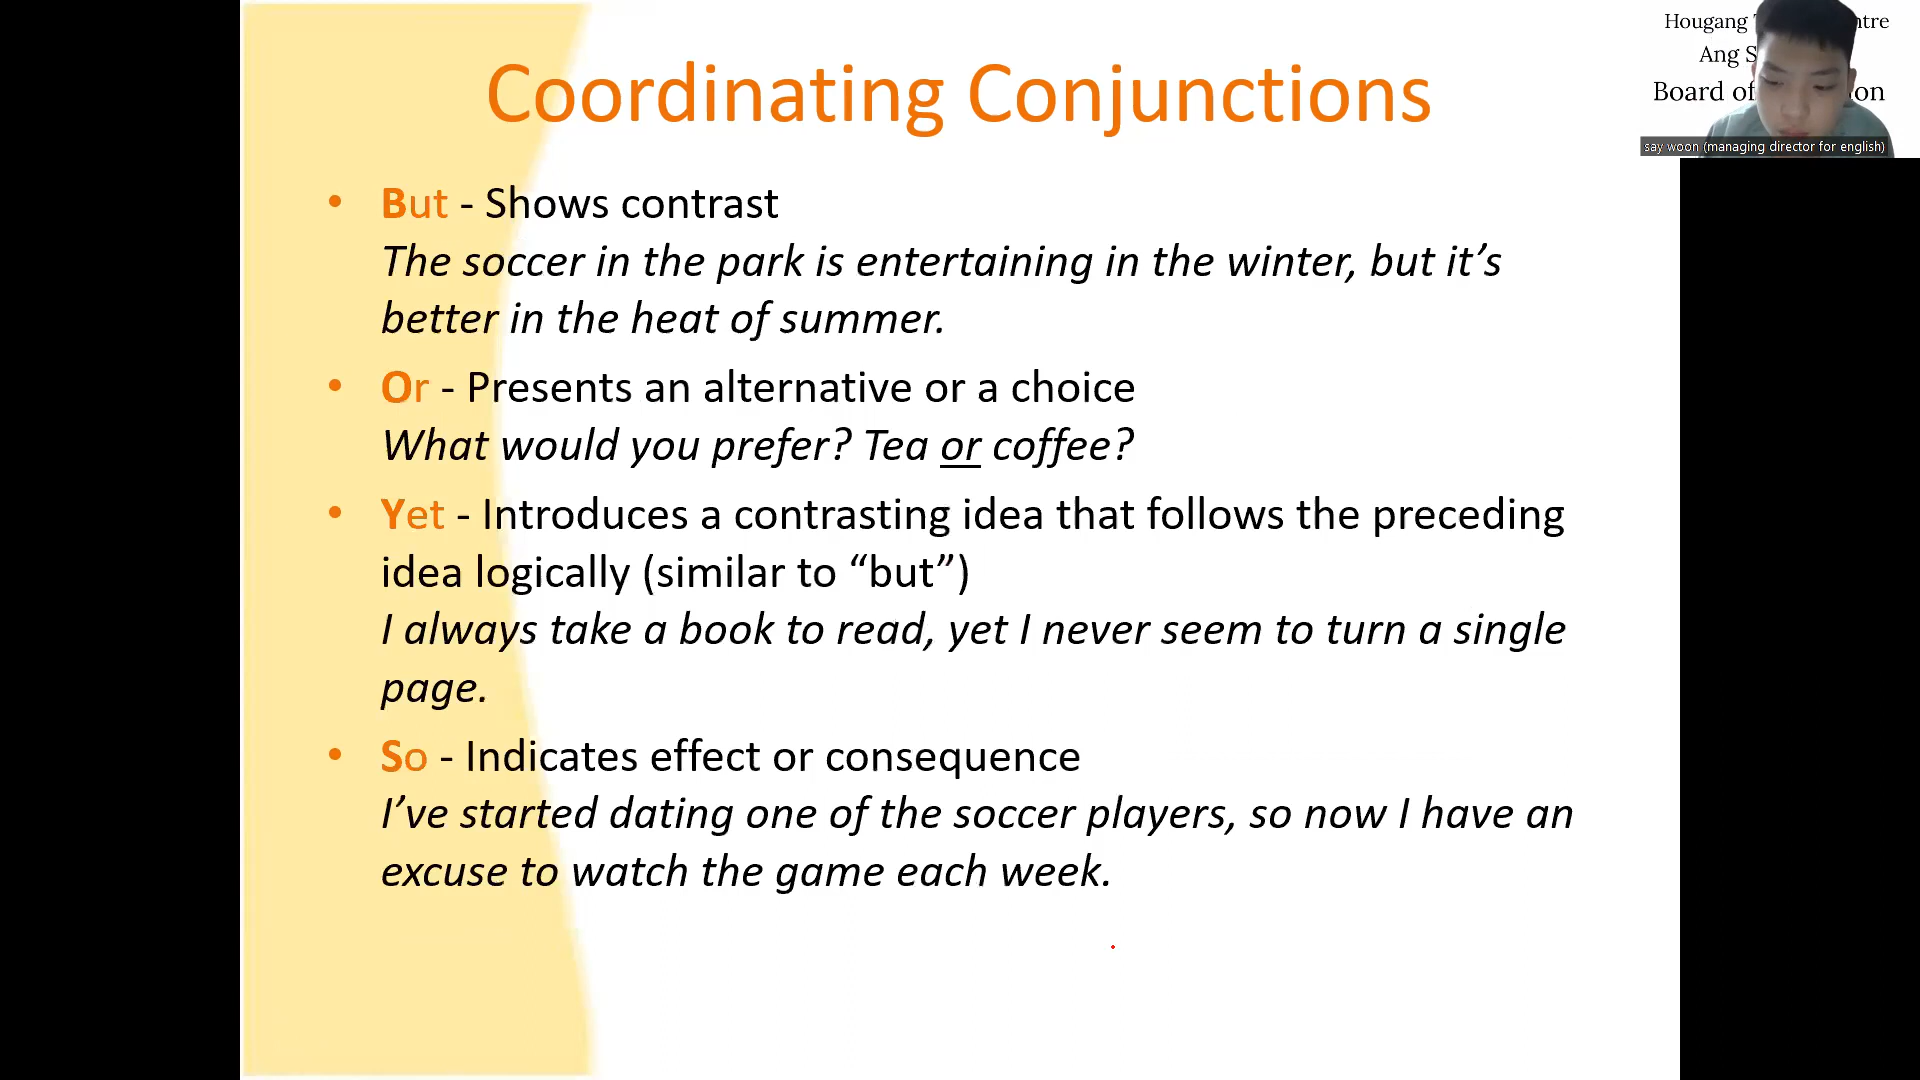 Coordinating Conjunctions
• But - Shows contrast
The soccer in the park is entertaining in the winter, but it’s
better in the heat of summer.
• Or - Presents an alternative or a choice
What would you prefer? Tea or coffee?
• Yet - Introduces a contrasting idea that follows the preceding
idea logically (similar to “but”)
I always take a book to read, yet I never seem to turn a single
page.
• So - Indicates effect or consequence
I’ve started dating one of the soccer players, so now I have an
excuse to watch the game each week.
Hougang
Ang
Board of
say woon (managing director for english)